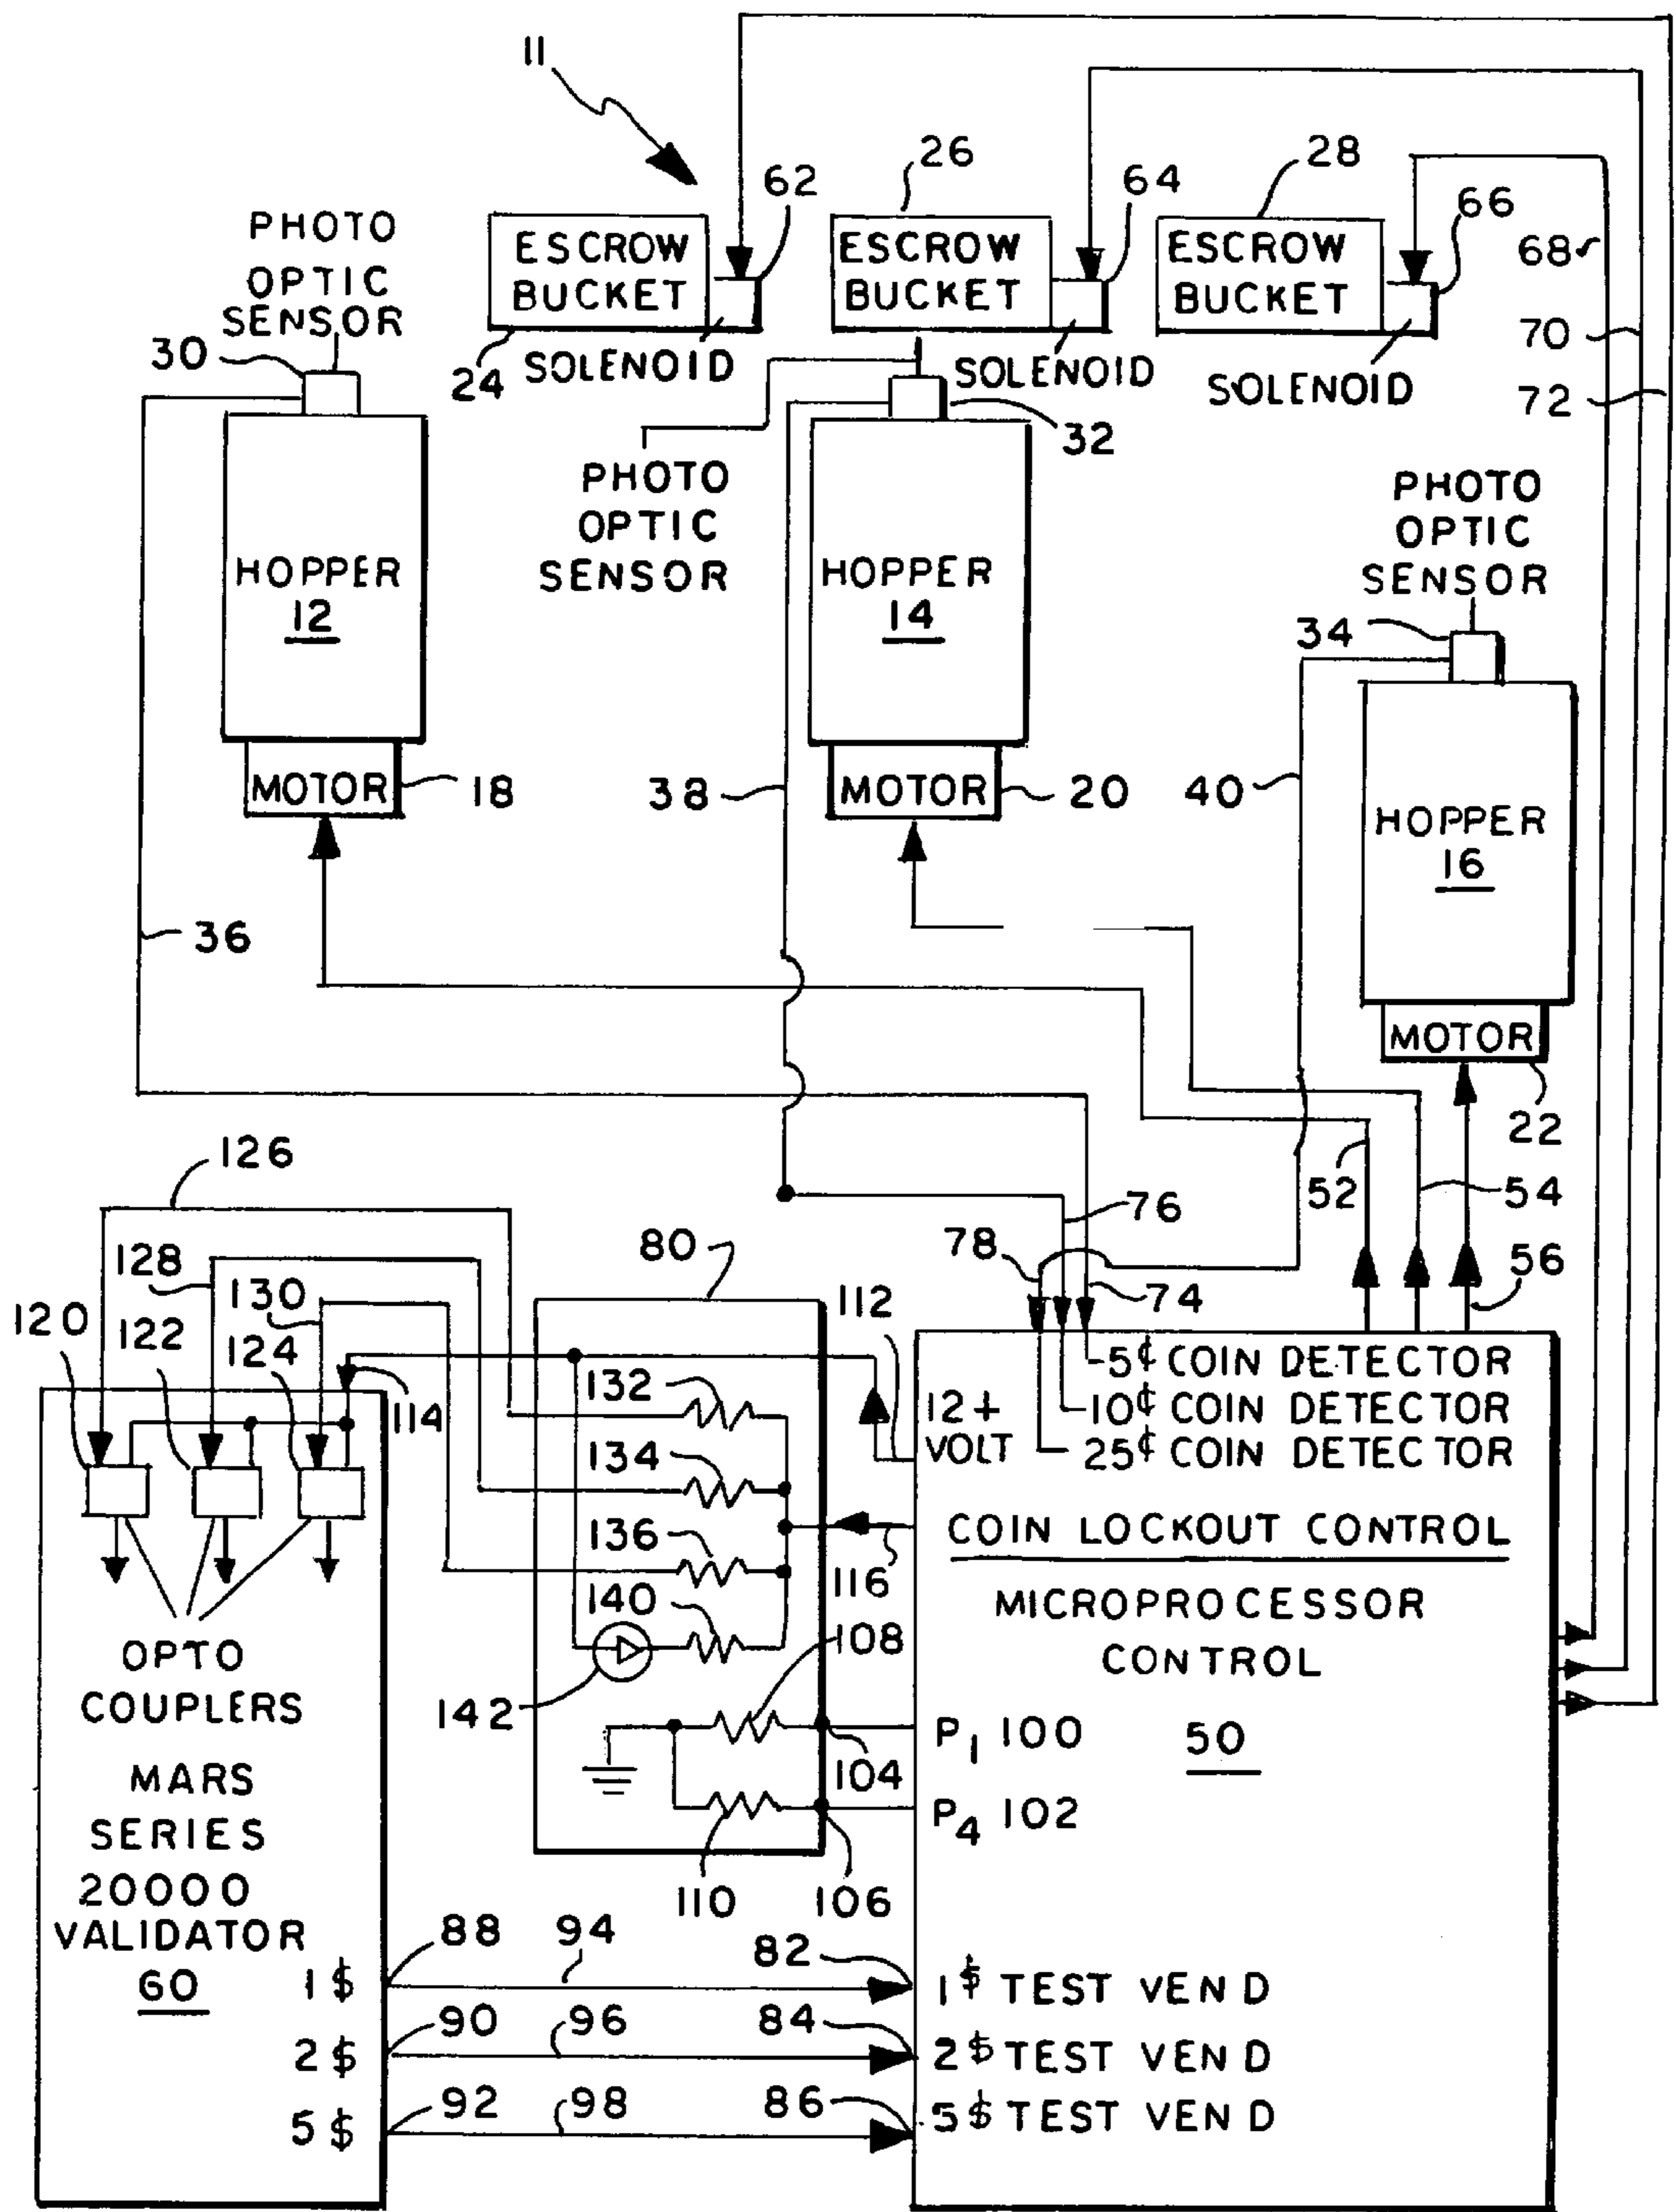 11
62
26
64
28
66
68
PHOTO
OPTIC
SENSOR
ESCROW
BUCKET
ESCROW
BUCKET
ESCROW
BUCKET
30
24
SOLENOID
SOLENOID
SOLENOID
70
72
32
PHOTO
OPTIC
SENSOR
PHOTO
OPTIC
SENSOR
HOPPER
12
HOPPER
14
34
HOPPER
16
MOTOR
18
38
MOTOR
20
40
36
MOTOR
22
126
52
54
76
128
80
78
56
130
74
112
120
122
124
114
132
134
136
140
108
142
116
104
110
106
12+
VOLT
5¢ COIN DETECTOR
10¢ COIN DETECTOR
25¢ COIN DETECTOR
COIN LOCKOUT CONTROL
MICROPROCESSOR
CONTROL
50
P1 100
P4 102
OPTO
COUPLERS
MARS
SERIES
20000
VALIDATOR
60
1$
88
94
82
1$ TEST VEND
2$
90
96
84
2$ TEST VEND
5$
92
98
86
5$ TEST VEND